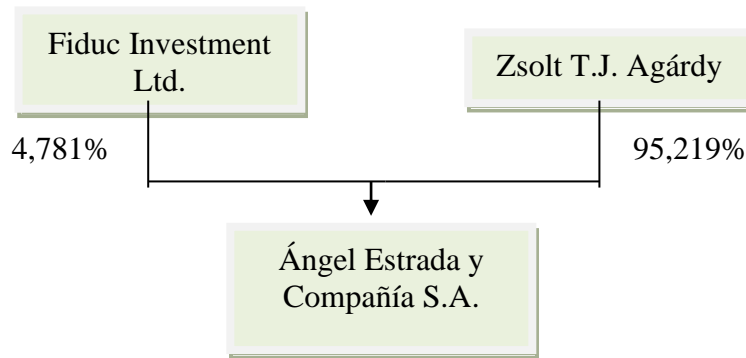 Fiduc Investment
Ltd.
Zsolt T.J. Agárdy
4,781%
95,219%
Ángel Estrada y
Compañía S.A.